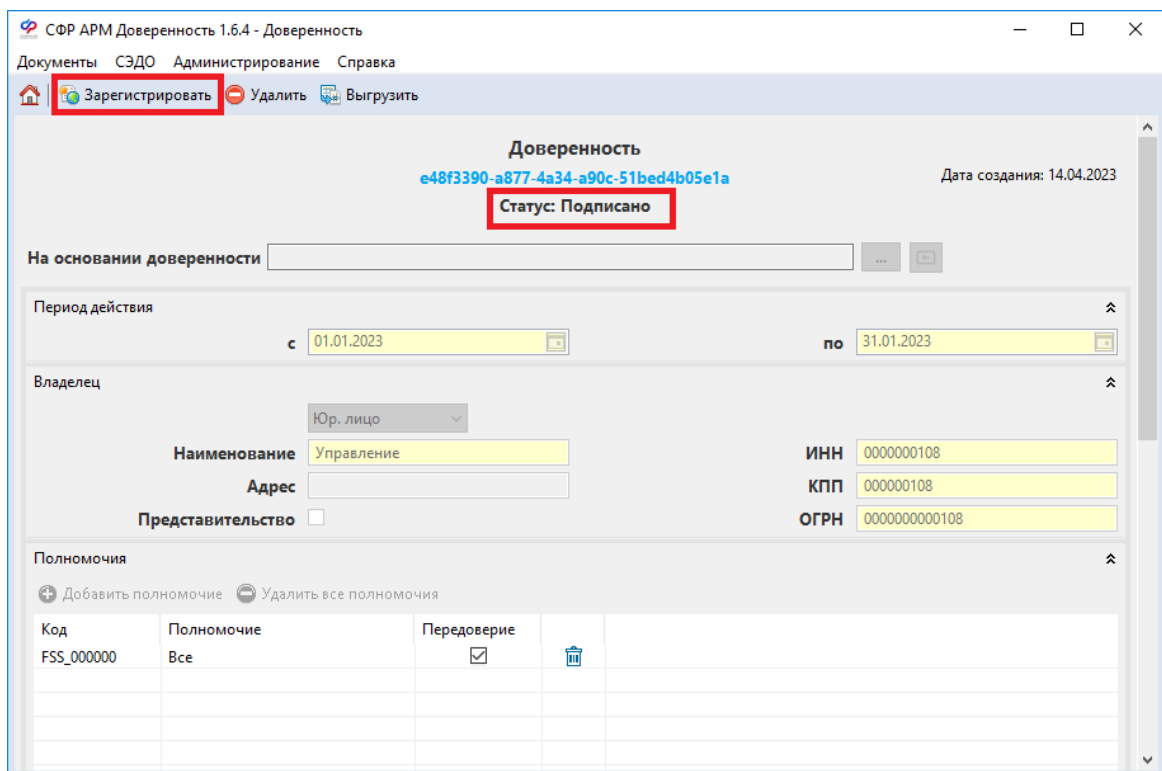 СФР АРМ Доверенность 1.6.4 - Доверенность
Документы СЭДО Администрирование Справка
Зарегистрировать Удалить Выгрузить
Доверенность
e48f3390-a877-4a34-a90c-51bed4b05e1a
Дата создания: 14.04.2023
Статус: Подписано
На основании доверенности ...
Период действия
с 01.01.2023 по 31.01.2023
Владелец
Юр. лицо
Наименование Управление ИНН 0000000108
Адрес КПП 000000108
Представительство ОГРН 0000000000108
Полномочия
Добавить полномочие Удалить все полномочия
Код Полномочие Передоверие
FSS_000000 Все